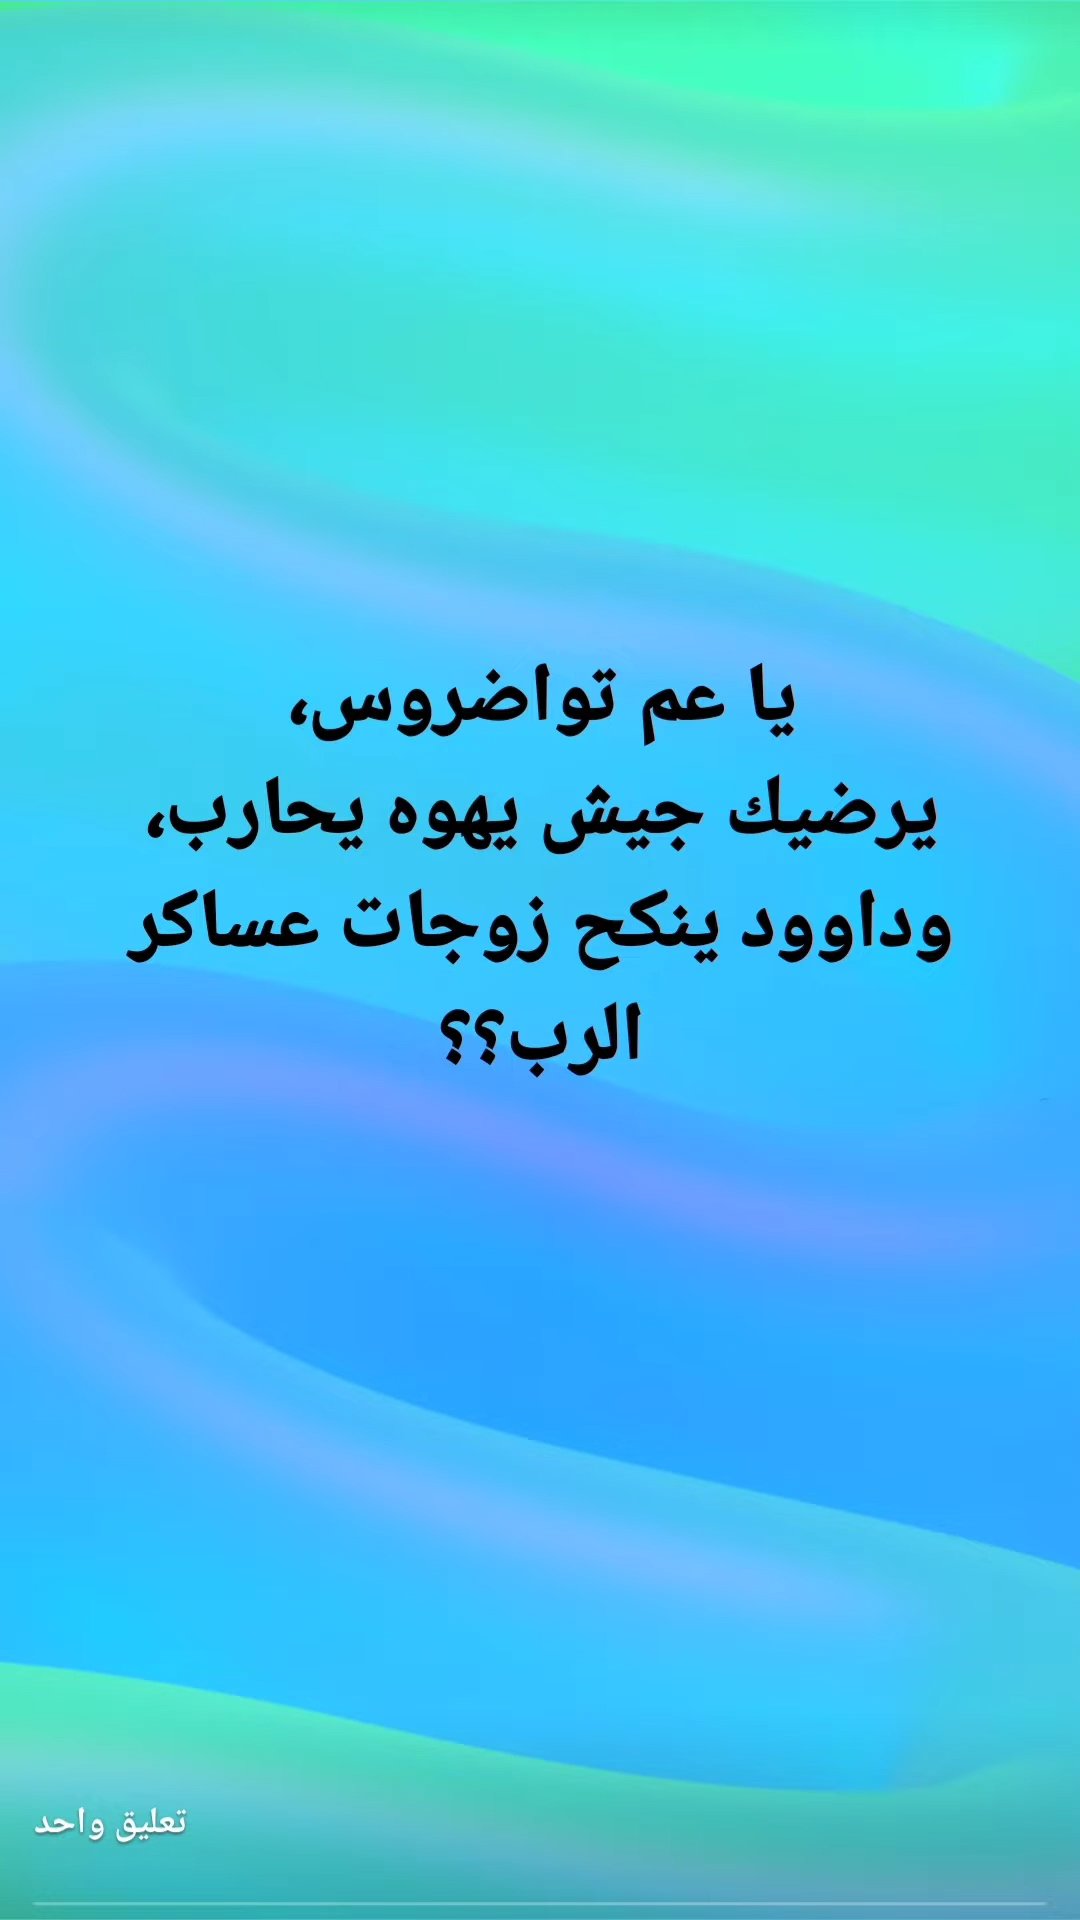 يا عم تواضروس،
يرضيك جيش يهوه يحارب،
وداوود ينكح زوجات عساكر
الرب؟؟
تعليق واحد